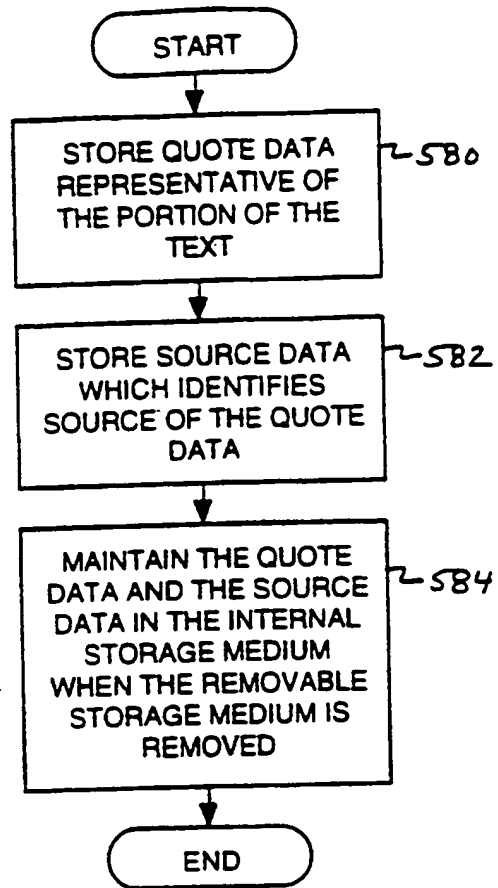 START
STORE QUOTE DATA
REPRESENTATIVE OF
THE PORTION OF THE
TEXT
580
STORE SOURCE DATA
WHICH IDENTIFIES
SOURCE OF THE QUOTE
DATA
582
MAINTAIN THE QUOTE
DATA AND THE SOURCE
DATA IN THE INTERNAL
STORAGE MEDIUM
WHEN THE REMOVABLE
STORAGE MEDIUM IS
REMOVED
584
END